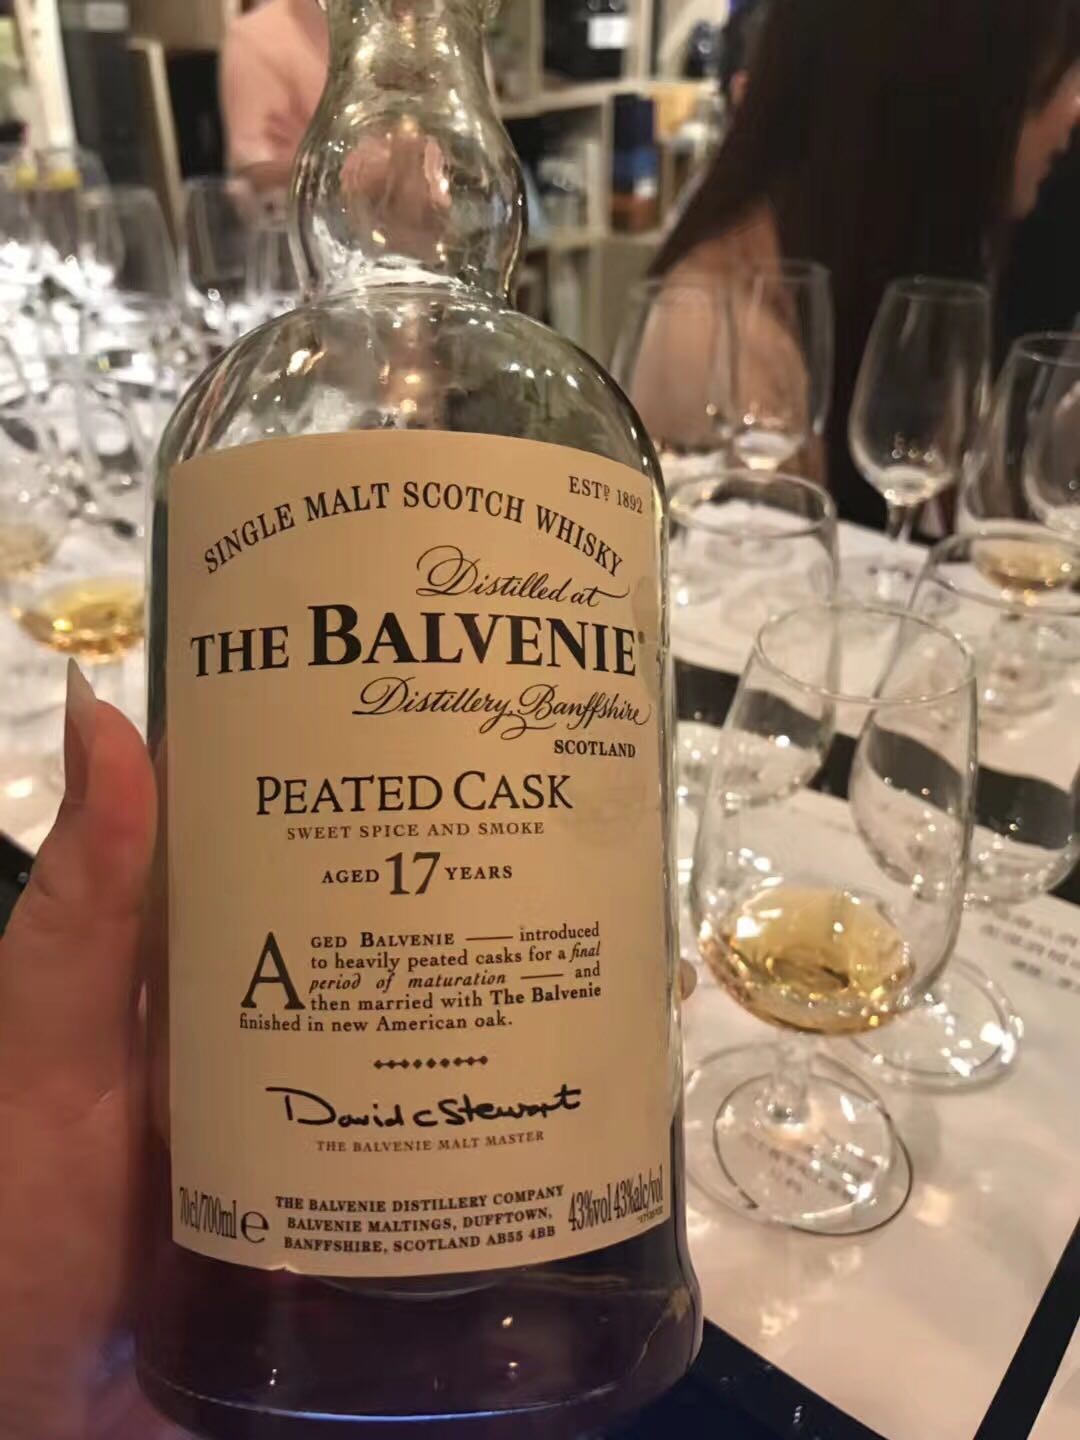 ESTD 1892
SINGLE MALT SCOTCH WHISKY
Distilled at
THE BALVENIE
Distillery, Banffshire
SCOTLAND
PEATED CASK
SWEET SPICE AND SMOKE
AGED 17 YEARS
AGED BALVENIE — introduced
to heavily peated casks for a final
period of maturation — and
then married with The Balvenie
finished in new American oak.
David C Stewart
THE BALVENIE MALT MASTER
70cl/700ml e
THE BALVENIE DISTILLERY COMPANY
BALVENIE MALTINGS, DUFFTOWN,
BANFFSHIRE, SCOTLAND AB55 4BB
43%vol 43%alc/vol